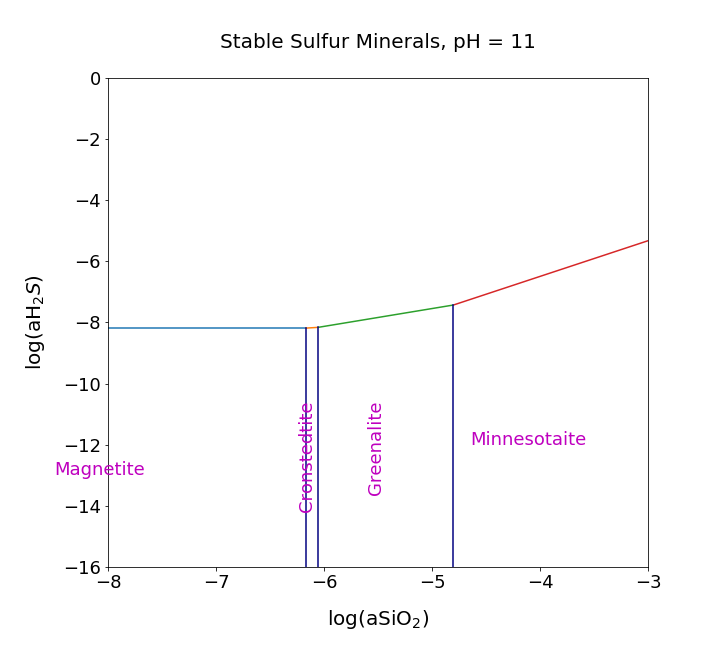 Stable Sulfur Minerals, pH = 11
log(aH₂S)
0
−2
−4
−6
−8
−10
−12
−14
−16
Magnetite
Cronstedtite
Greenalite
Minnesotaite
−8 −7 −6 −5 −4 −3
log(aSiO₂)